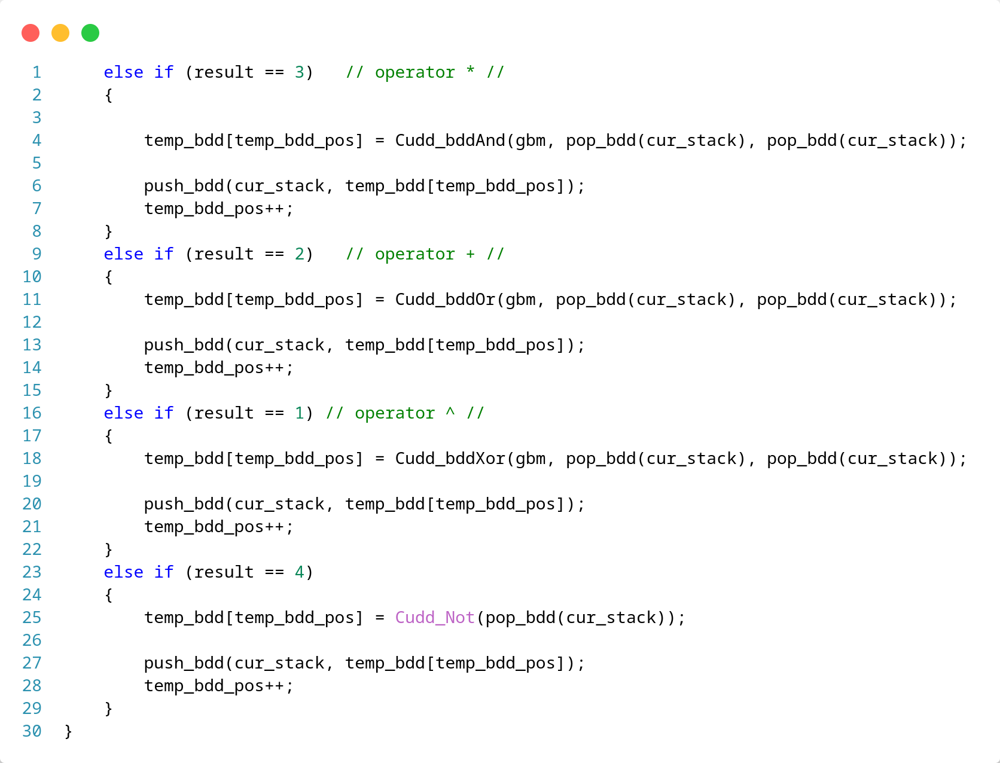 1 else if (result == 3) // operator * //
2 {
3
4 temp_bdd[temp_bdd_pos] = Cudd_bddAnd(gbm, pop_bdd(cur_stack), pop_bdd(cur_stack));
5
6 push_bdd(cur_stack, temp_bdd[temp_bdd_pos]);
7 temp_bdd_pos++;
8 }
9 else if (result == 2) // operator + //
10 {
11 temp_bdd[temp_bdd_pos] = Cudd_bddOr(gbm, pop_bdd(cur_stack), pop_bdd(cur_stack));
12
13 push_bdd(cur_stack, temp_bdd[temp_bdd_pos]);
14 temp_bdd_pos++;
15 }
16 else if (result == 1) // operator ^ //
17 {
18 temp_bdd[temp_bdd_pos] = Cudd_bddXor(gbm, pop_bdd(cur_stack), pop_bdd(cur_stack));
19
20 push_bdd(cur_stack, temp_bdd[temp_bdd_pos]);
21 temp_bdd_pos++;
22 }
23 else if (result == 4)
24 {
25 temp_bdd[temp_bdd_pos] = Cudd_Not(pop_bdd(cur_stack));
26
27 push_bdd(cur_stack, temp_bdd[temp_bdd_pos]);
28 temp_bdd_pos++;
29 }
30 }